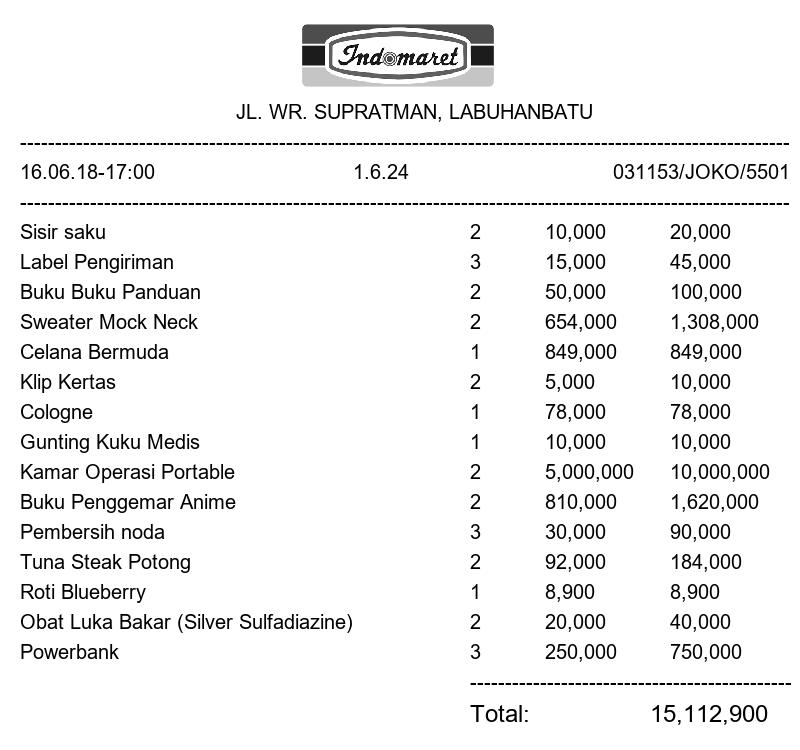 Indomaret
JL. WR. SUPRATMAN, LABUHANBATU
16.06.18-17:00 1.6.24 031153/JOKO/5501
Sisir saku 2 10,000 20,000
Label Pengiriman 3 15,000 45,000
Buku Buku Panduan 2 50,000 100,000
Sweater Mock Neck 2 654,000 1,308,000
Celana Bermuda 1 849,000 849,000
Klip Kertas 2 5,000 10,000
Cologne 1 78,000 78,000
Gunting Kuku Medis 1 10,000 10,000
Kamar Operasi Portable 2 5,000,000 10,000,000
Buku Penggemar Anime 2 810,000 1,620,000
Pembersih noda 3 30,000 90,000
Tuna Steak Potong 2 92,000 184,000
Roti Blueberry 1 8,900 8,900
Obat Luka Bakar (Silver Sulfadiazine) 2 20,000 40,000
Powerbank 3 250,000 750,000
Total: 15,112,900